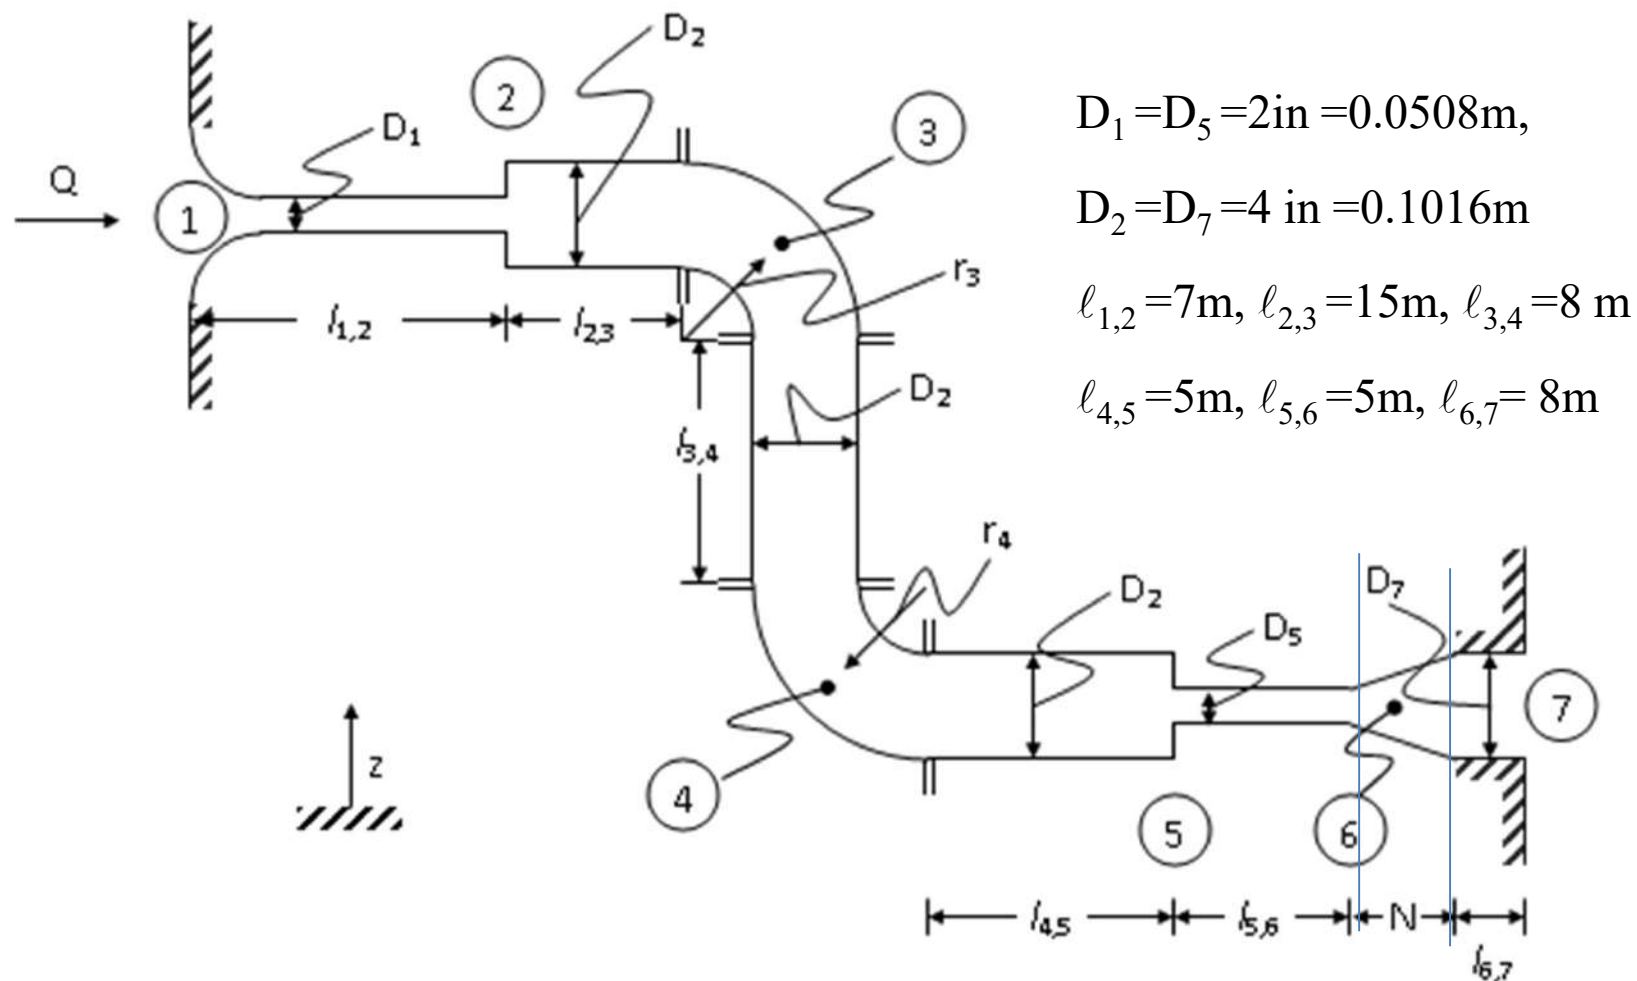 D₂
2
D₁ =D₅ =2in =0.0508m,
3
D₁
Q
D₂ =D₇ =4 in =0.1016m
1
r₃
ℓ₁,₂ =7m, ℓ₂,₃ =15m, ℓ₃,₄ =8 m
l₁,₂
l₂,₃
D₂
ℓ₄,₅ =5m, ℓ₅,₆ =5m, ℓ₆,₇= 8m
l₃,₄
r₄
D₂
D₇
D₅
7
z
4
5
6
l₄,₅
l₅,₆
N
l₆,₇